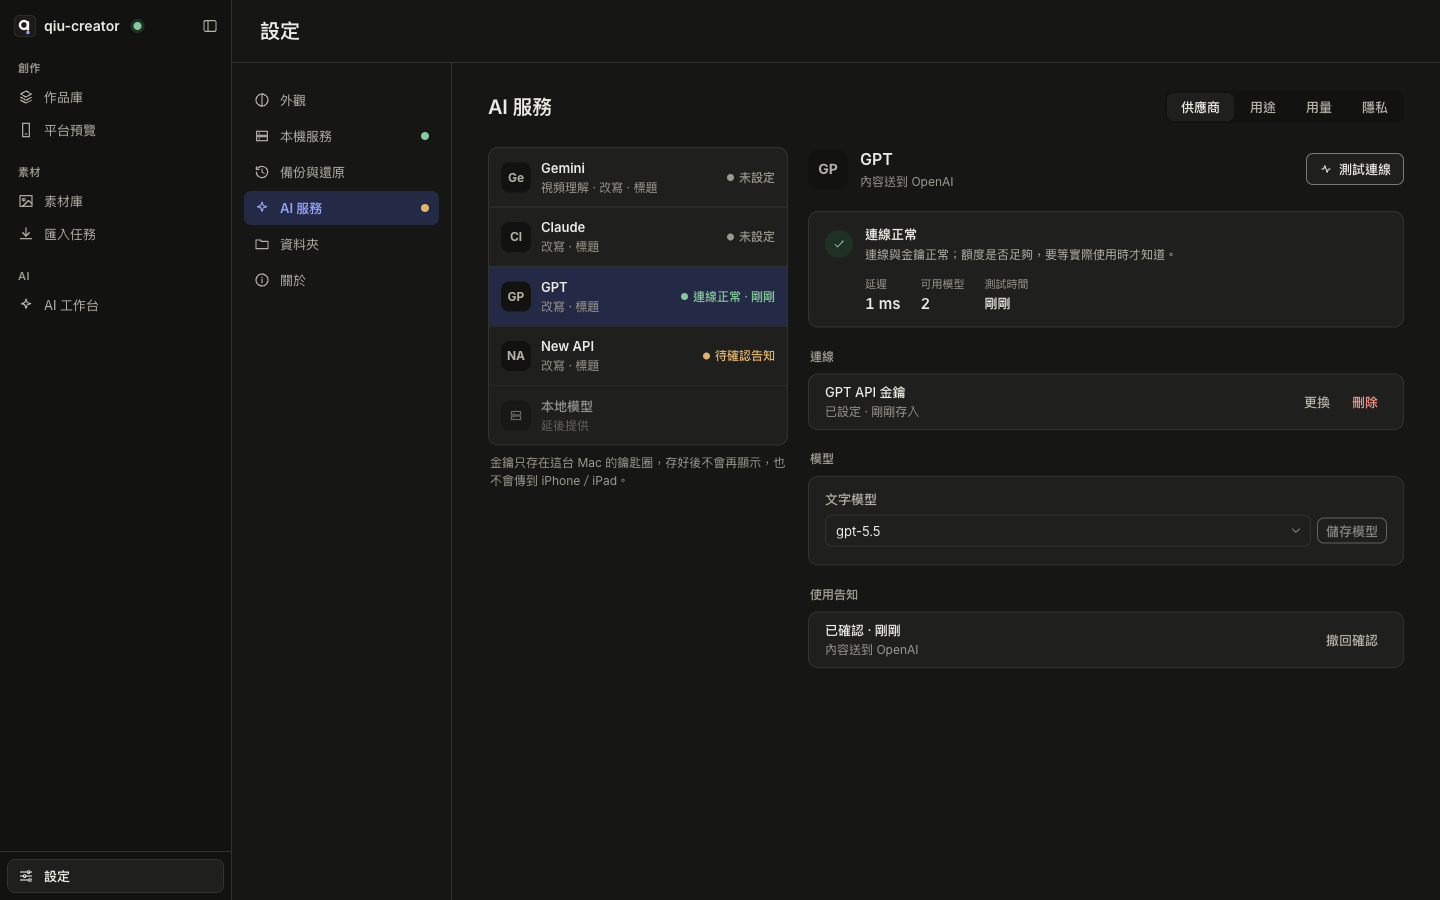 qiu-creator
創作
作品庫
平台預覽
素材
素材庫
匯入任務
AI
AI 工作台
設定
設定
外觀
本機服務
備份與還原
AI 服務
資料夾
關於
AI 服務
供應商
用途
用量
隱私
Ge
Gemini
視頻理解 · 改寫 · 標題
未設定
Cl
Claude
改寫 · 標題
未設定
GP
GPT
改寫 · 標題
連線正常 · 剛剛
NA
New API
改寫 · 標題
待確認告知
本地模型
延後提供
金鑰只存在這台 Mac 的鑰匙圈，存好後不會再顯示，也
不會傳到 iPhone / iPad。
GP
GPT
內容送到 OpenAI
測試連線
連線正常
連線與金鑰正常；額度是否足夠，要等實際使用時才知道。
延遲
可用模型
測試時間
1 ms
2
剛剛
連線
GPT API 金鑰
已設定 · 剛剛存入
更換
刪除
模型
文字模型
gpt-5.5
儲存模型
使用告知
已確認 · 剛剛
內容送到 OpenAI
撤回確認